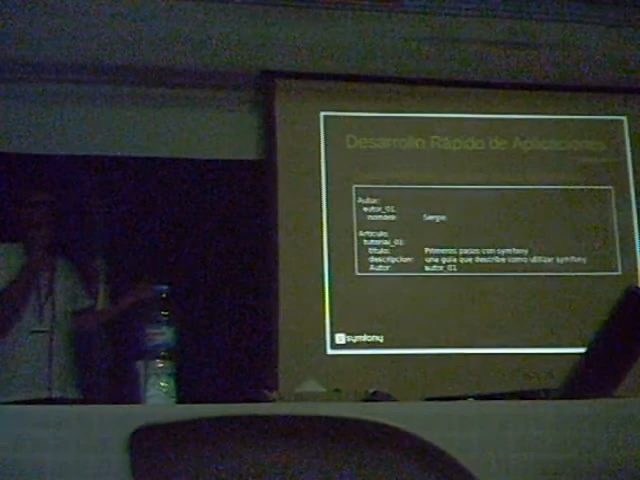 Desarrollo Rápido de Aplicaciones
Autor:
autor_01:
nombre: Sergio
Articulo:
tutorial_01:
titulo: Primeros pasos con symfony
descripcion: una guia que describe como utilizar symfony
Autor: autor_01
symfony